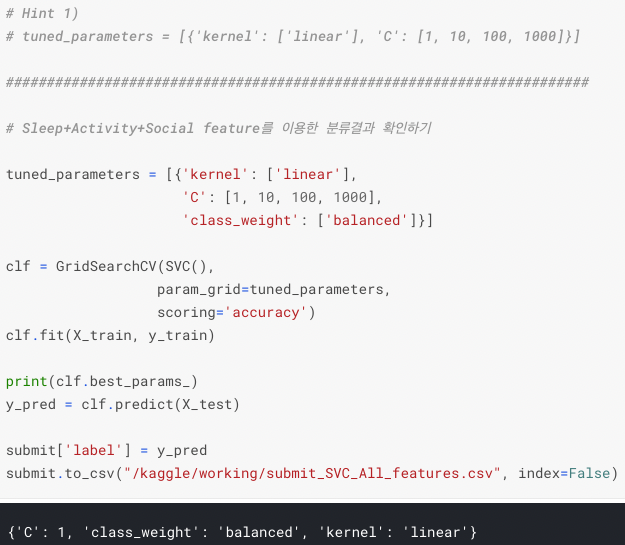 # Hint 1)
# tuned_parameters = [{'kernel': ['linear'], 'C': [1, 10, 100, 1000]}]
#######################################################################
# Sleep+Activity+Social feature를 이용한 분류결과 확인하기
tuned_parameters = [{'kernel': ['linear'],
                     'C': [1, 10, 100, 1000],
                     'class_weight': ['balanced']}]
clf = GridSearchCV(SVC(),
                  param_grid=tuned_parameters,
                  scoring='accuracy')
clf.fit(X_train, y_train)
print(clf.best_params_)
y_pred = clf.predict(X_test)
submit['label'] = y_pred
submit.to_csv("/kaggle/working/submit_SVC_All_features.csv", index=False)
{'C': 1, 'class_weight': 'balanced', 'kernel': 'linear'}